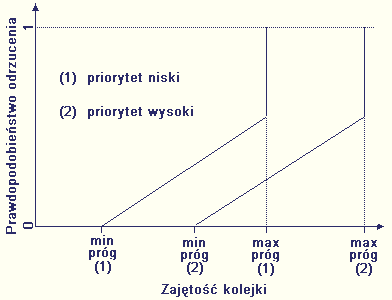 Prawdopodobieństwo odrzucenia
1
(1) priorytet niski
(2) priorytet wysoki
0
min próg (1)
min próg (2)
max próg (1)
max próg (2)
Zajętość kolejki